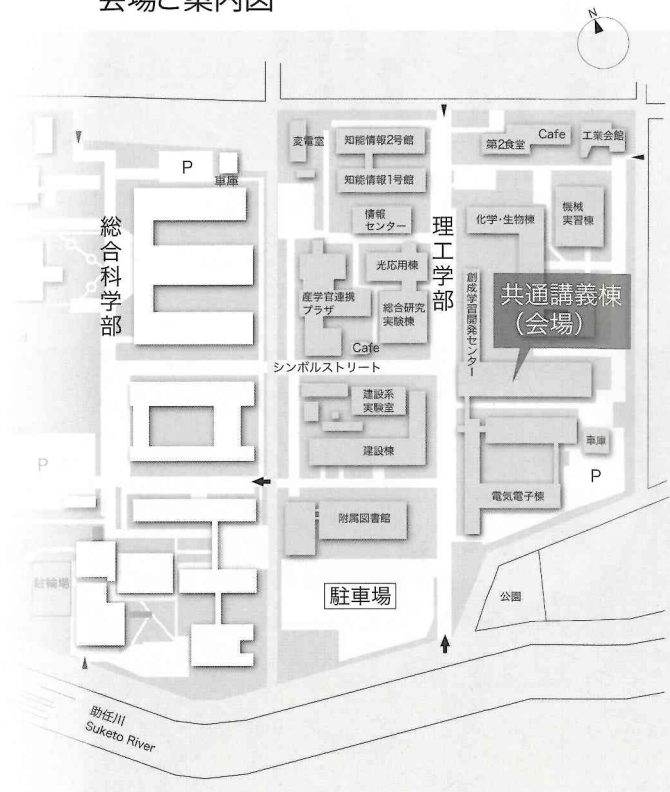 会場ご案内図
N
変電室
知能情報2号館
第2食堂
Cafe
工業会館
P
車庫
知能情報1号館
情報
センター
化学・生物棟
機械
実習棟
総合科学部
理工学部
光応用棟
産学官連携
プラザ
総合研究
実験棟
創成学習開発センター
共通講義棟
(会場)
Cafe
シンボルストリート
建設系
実験室
建設棟
車庫
P
P
電気電子棟
附属図書館
駐輪場
駐車場
公園
助任川
Suketo River